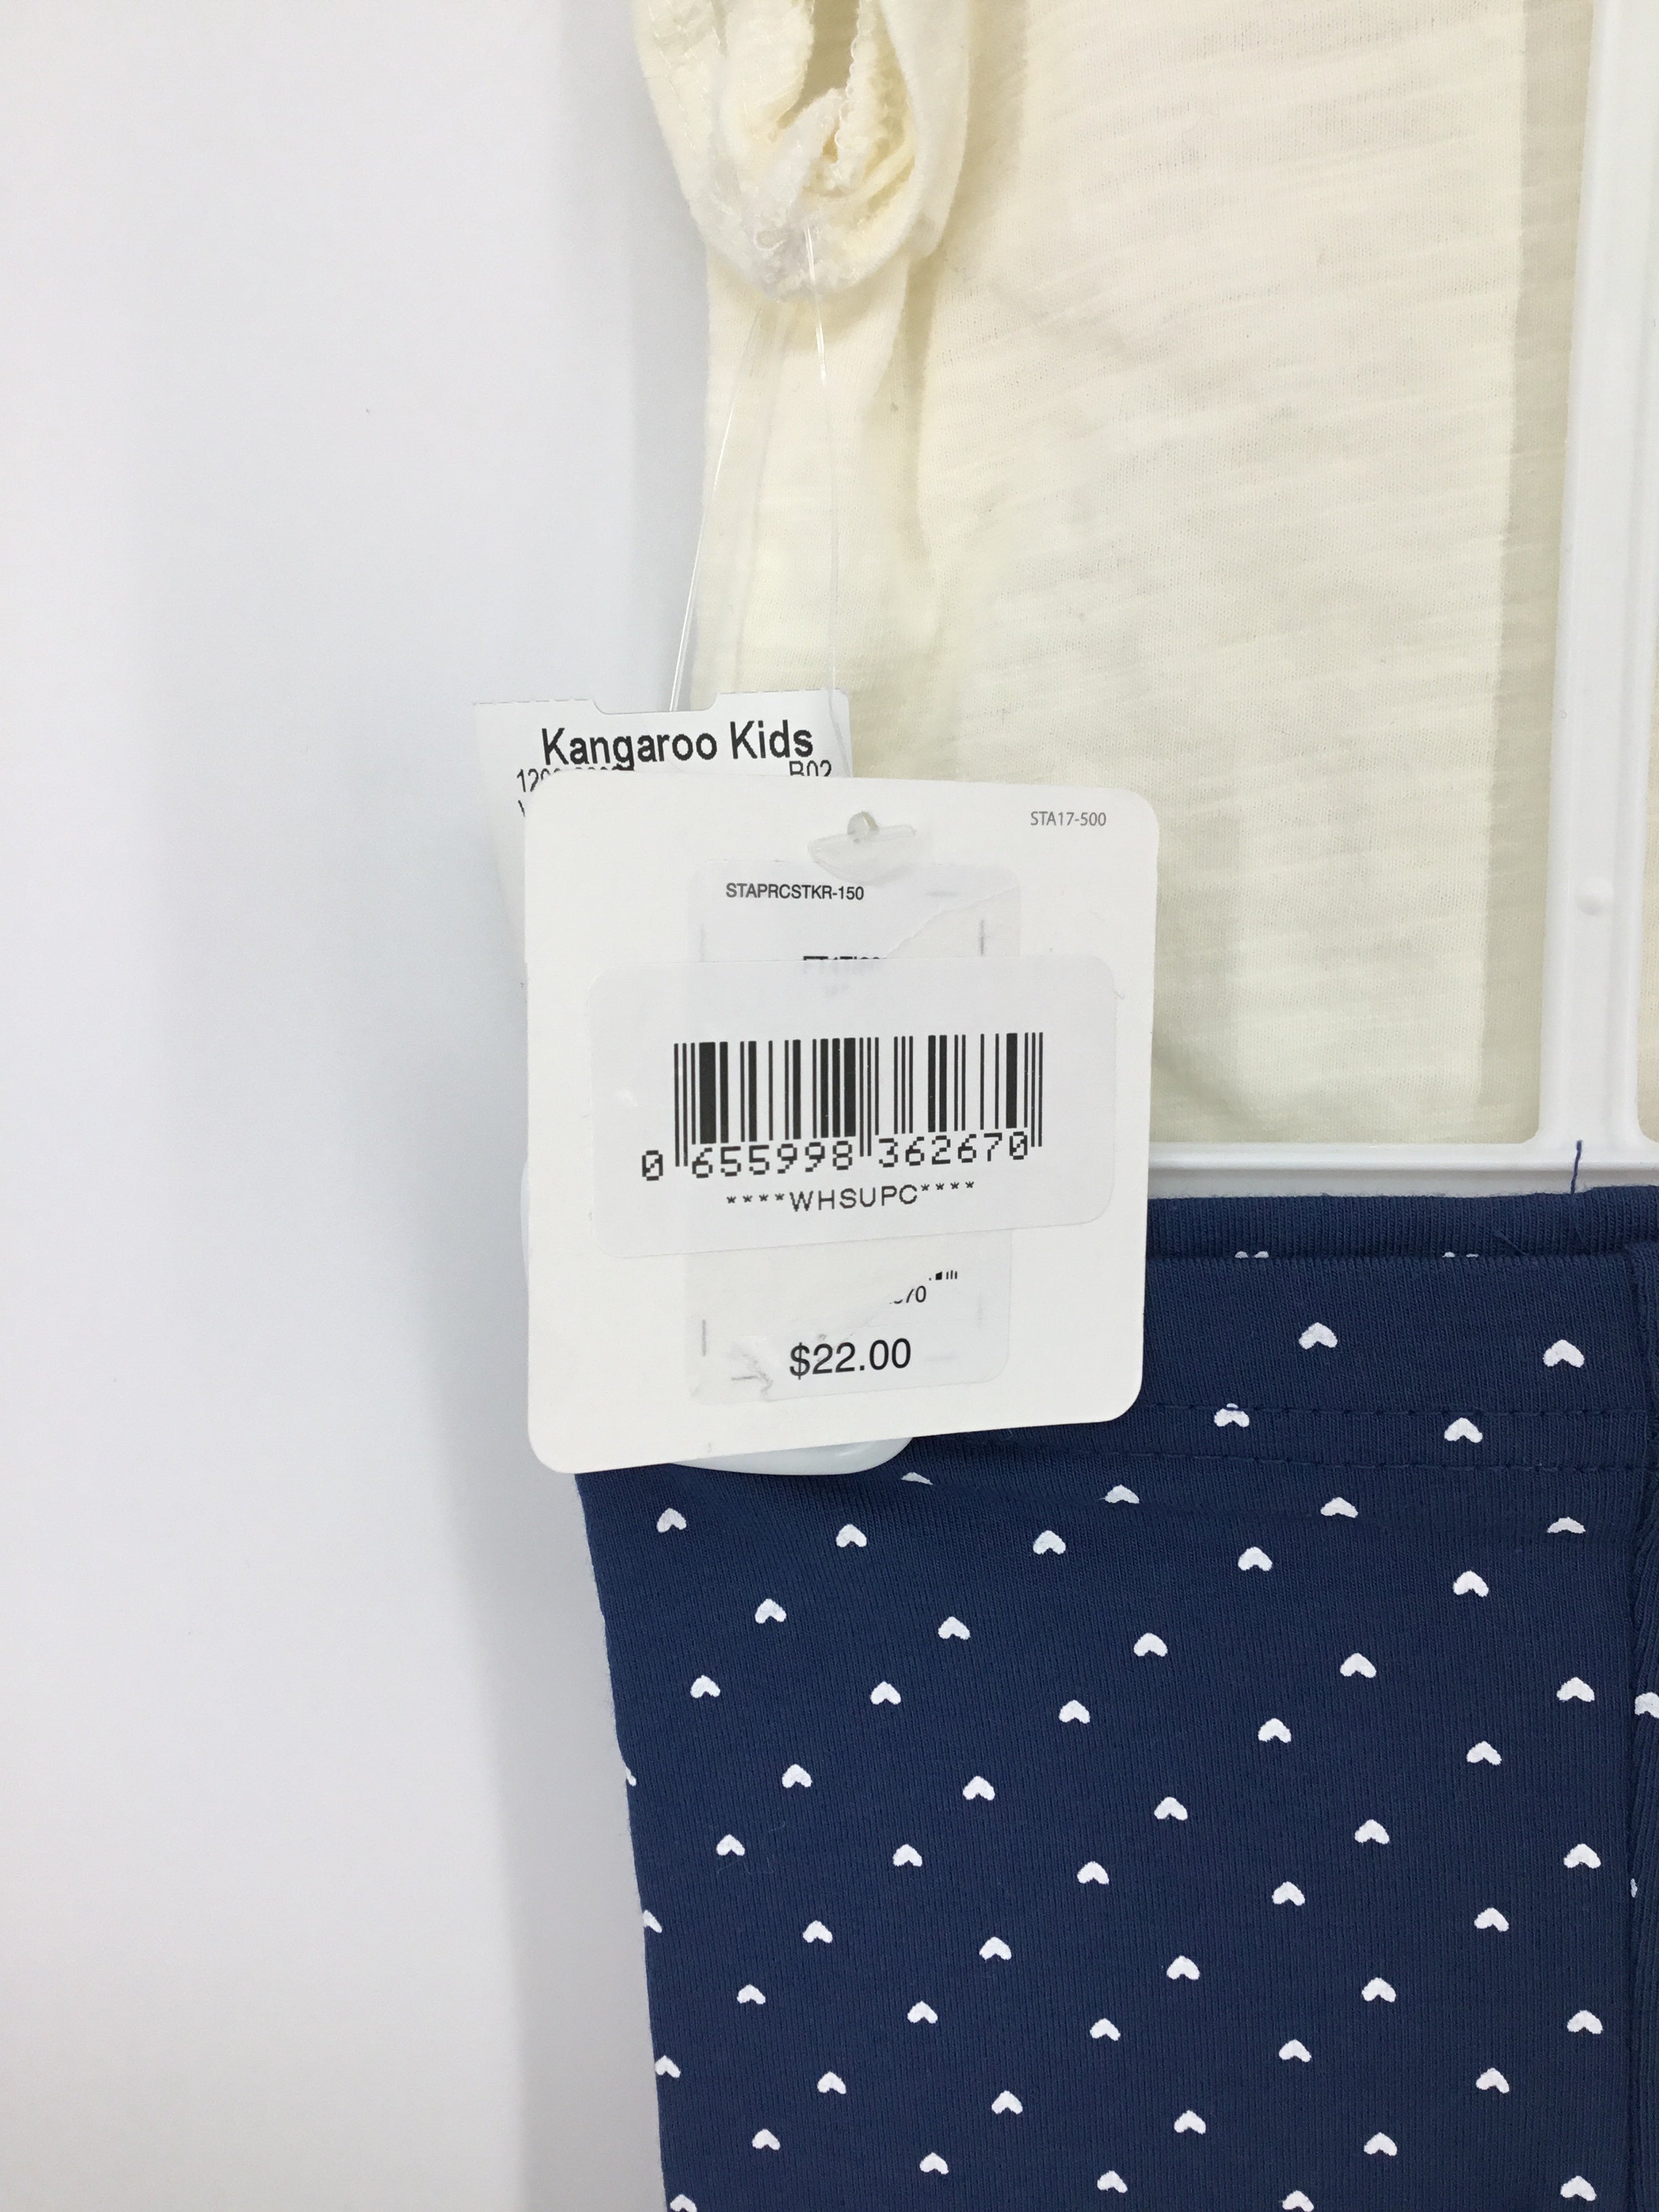 Kangaroo Kids
B02
STA17-500
STAPRCSTKR-150
0 655998 362670
****WHSUPC****
$22.00